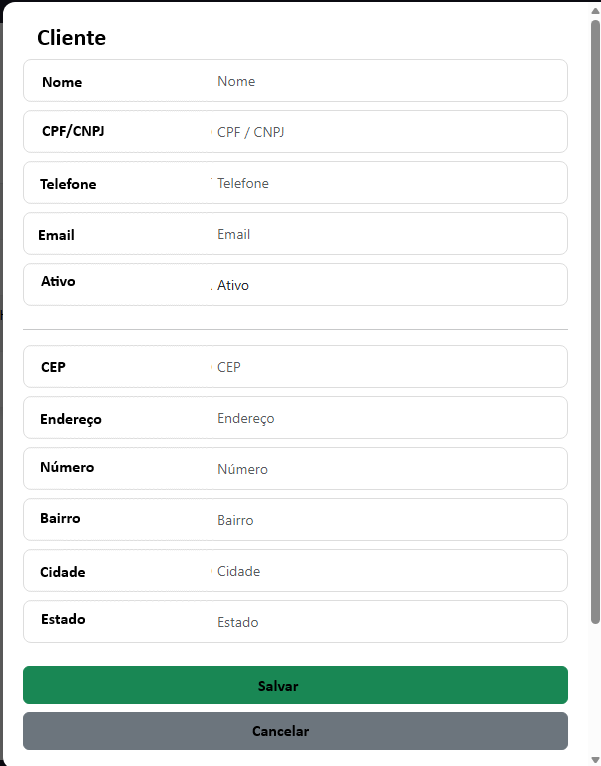 Cliente
Nome Nome
CPF/CNPJ CPF / CNPJ
Telefone Telefone
Email Email
Ativo Ativo
CEP CEP
Endereço Endereço
Número Número
Bairro Bairro
Cidade Cidade
Estado Estado
Salvar
Cancelar